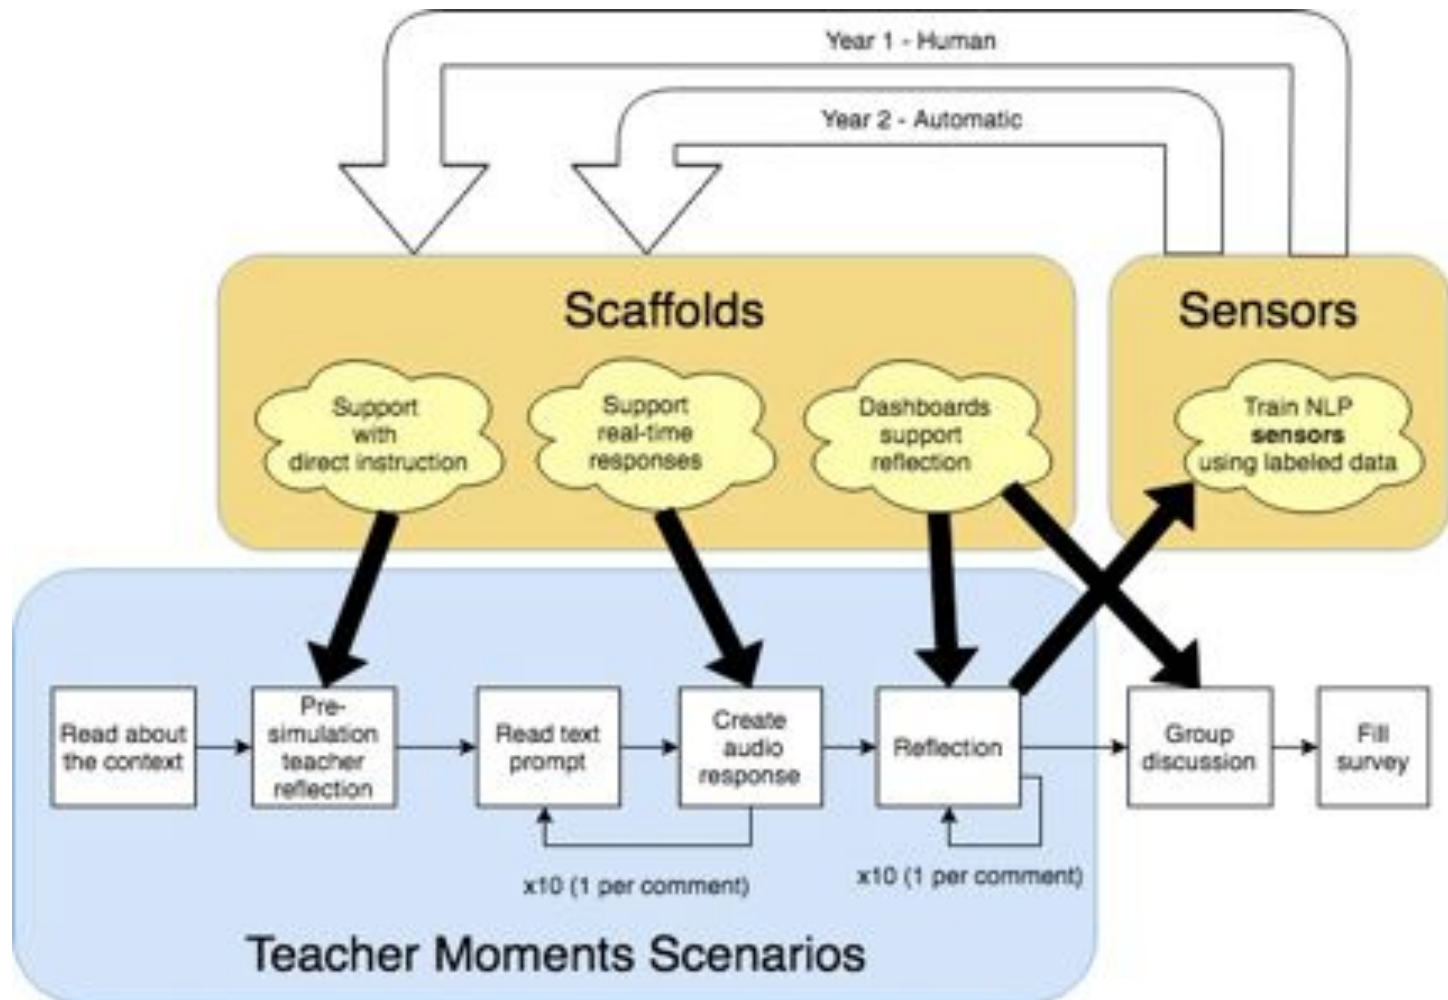 Year 1 - Human
Year 2 - Automatic
Scaffolds
Sensors
Support
with
direct instruction
Support
real-time
responses
Dashboards
support
reflection
Train NLP
sensors
using labeled data
Read about
the context
Pre-
simulation
teacher
reflection
Read text
prompt
Create
audio
response
Reflection
Group
discussion
Fill
survey
x10 (1 per comment)
x10 (1 per comment)
Teacher Moments Scenarios